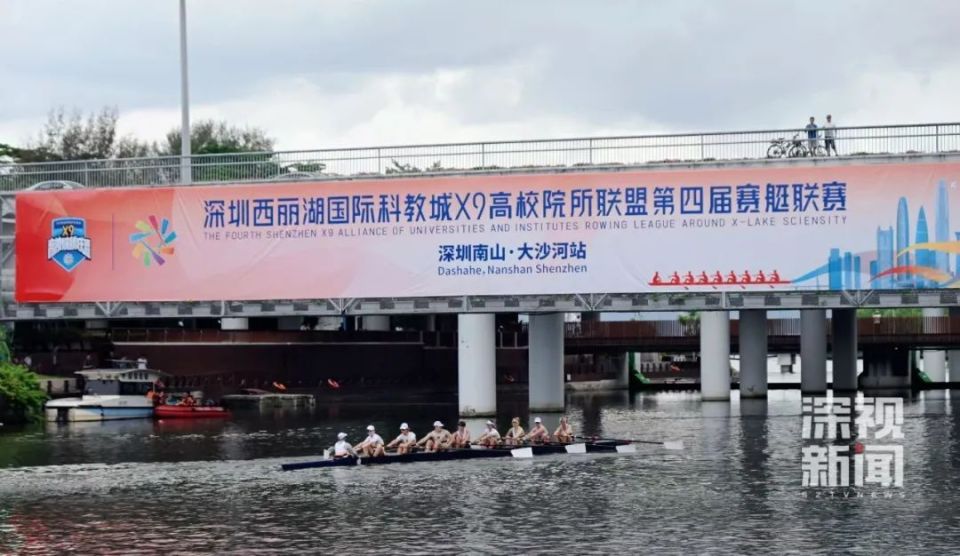 深圳西丽湖国际科教城X9高校院所联盟第四届赛艇联赛
THE FOURTH SHENZHEN X9 ALLIANCE OF UNIVERSITIES AND INSTITUTES ROWING LEAGUE AROUND X-LAKE SCIENSITY
深圳南山·大沙河站
Dashahe, Nanshan Shenzhen
X9
深视
新闻
SZTVNEWS